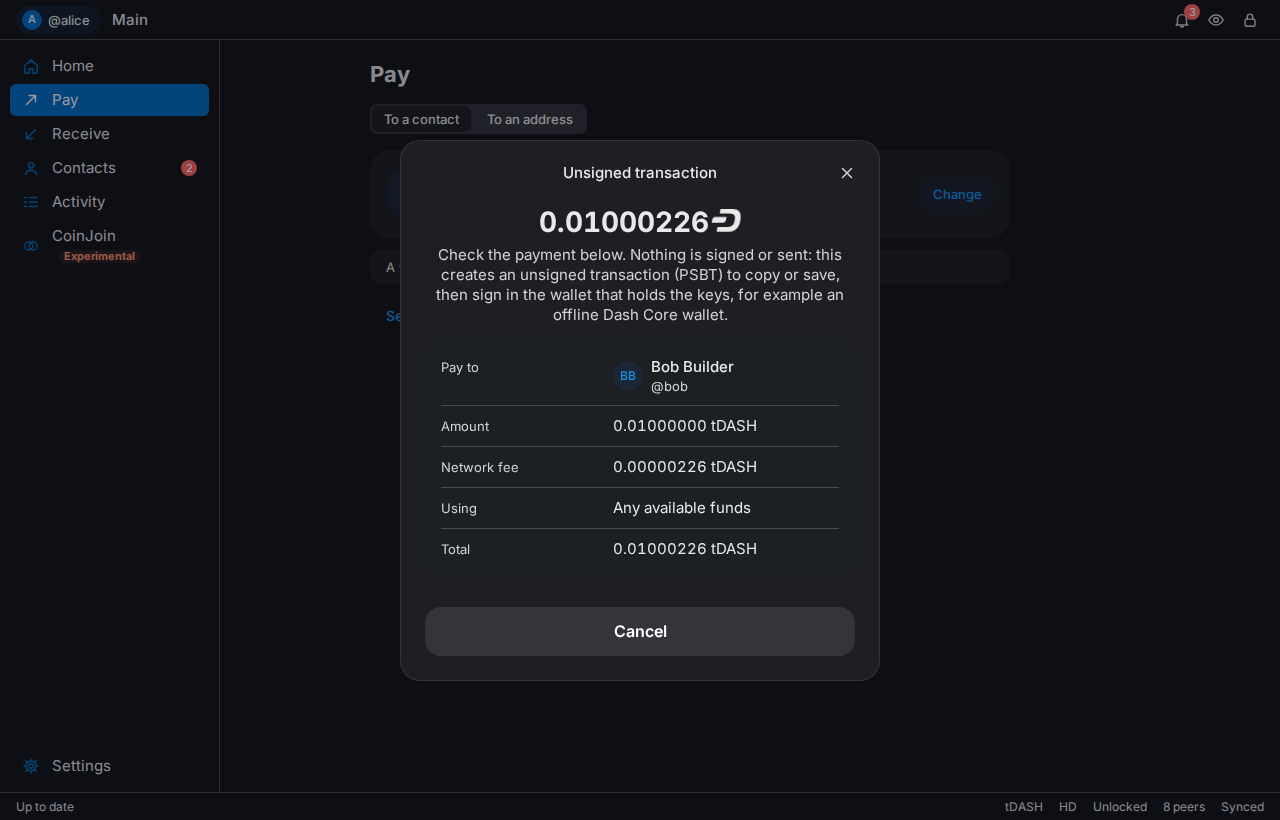 A @alice Main 3
Home
Pay
Receive
Contacts 2
Activity
CoinJoin
Experimental
Settings
Pay
To a contact To an address
Change
A
Se
Unsigned transaction
0.01000226
Check the payment below. Nothing is signed or sent: this
creates an unsigned transaction (PSBT) to copy or save,
then sign in the wallet that holds the keys, for example an
offline Dash Core wallet.
Pay to BB Bob Builder
@bob
Amount 0.01000000 tDASH
Network fee 0.00000226 tDASH
Using Any available funds
Total 0.01000226 tDASH
Cancel
Up to date tDASH HD Unlocked 8 peers Synced